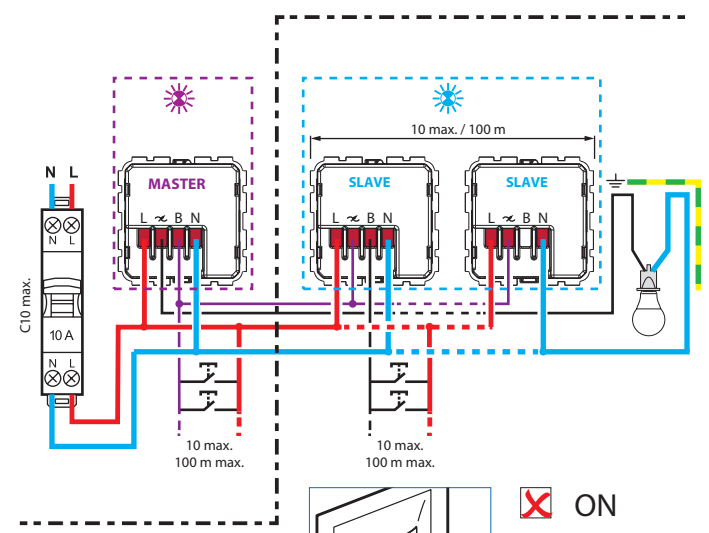 10 max. / 100 m
N L
MASTER
SLAVE
SLAVE
L ~ B N
L ~ B N
L ~ B N
N L
C10 max.
10 A
N L
10 max.
100 m max.
10 max.
100 m max.
ON